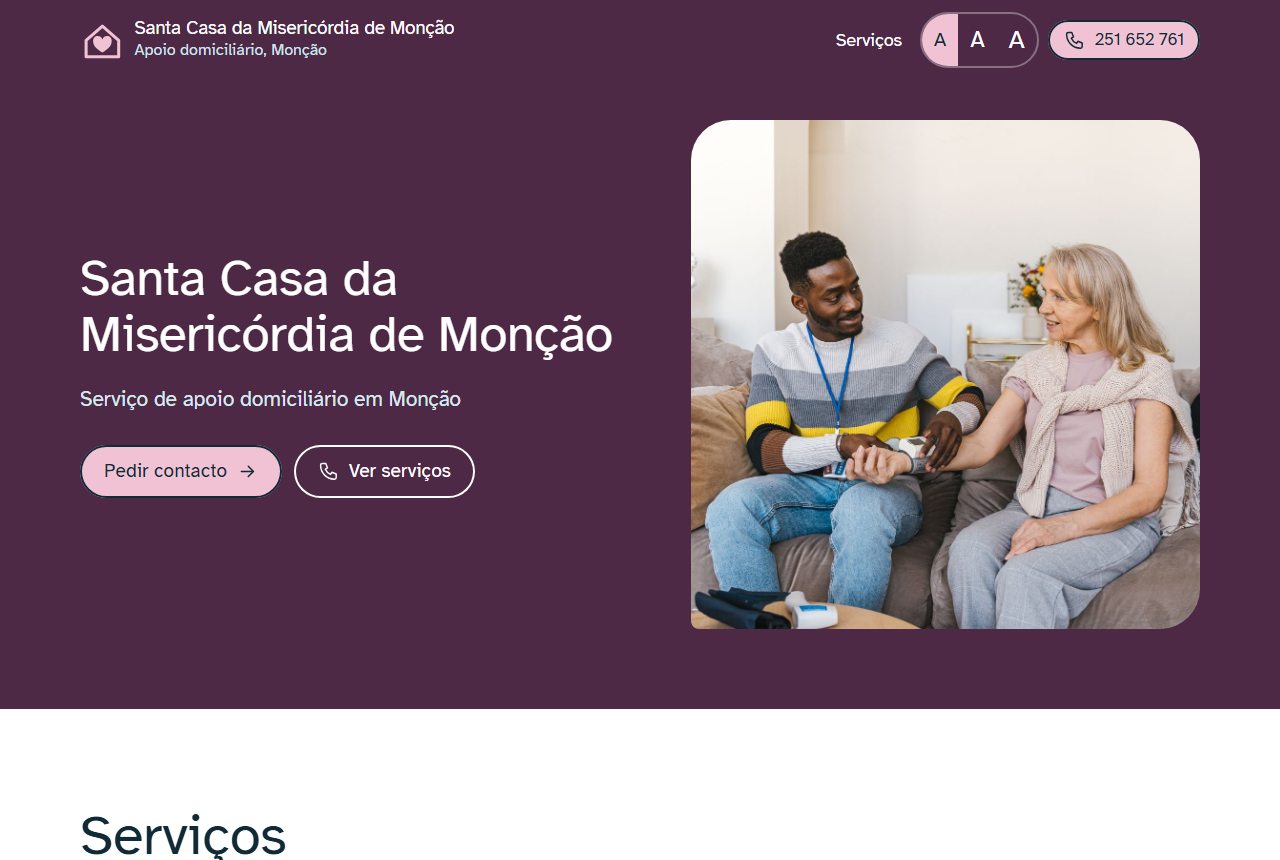 Santa Casa da Misericórdia de Monção
Apoio domiciliário, Monção
Serviços
A A A
251 652 761
Santa Casa da
Misericórdia de Monção
Serviço de apoio domiciliário em Monção
Pedir contacto
Ver serviços
Serviços